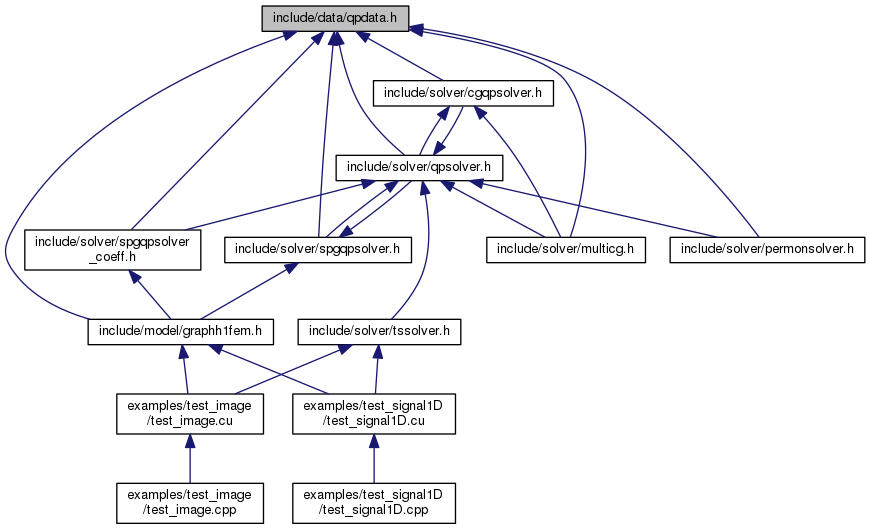 include/data/qpdata.h
include/solver/cgqpsolver.h
include/solver/qpsolver.h
include/solver/spgqpsolver
_coeff.h
include/solver/spgqpsolver.h
include/solver/multicg.h
include/solver/permonsolver.h
include/model/graphh1fem.h
include/solver/tssolver.h
examples/test_image
/test_image.cu
examples/test_signal1D
/test_signal1D.cu
examples/test_image
/test_image.cpp
examples/test_signal1D
/test_signal1D.cpp